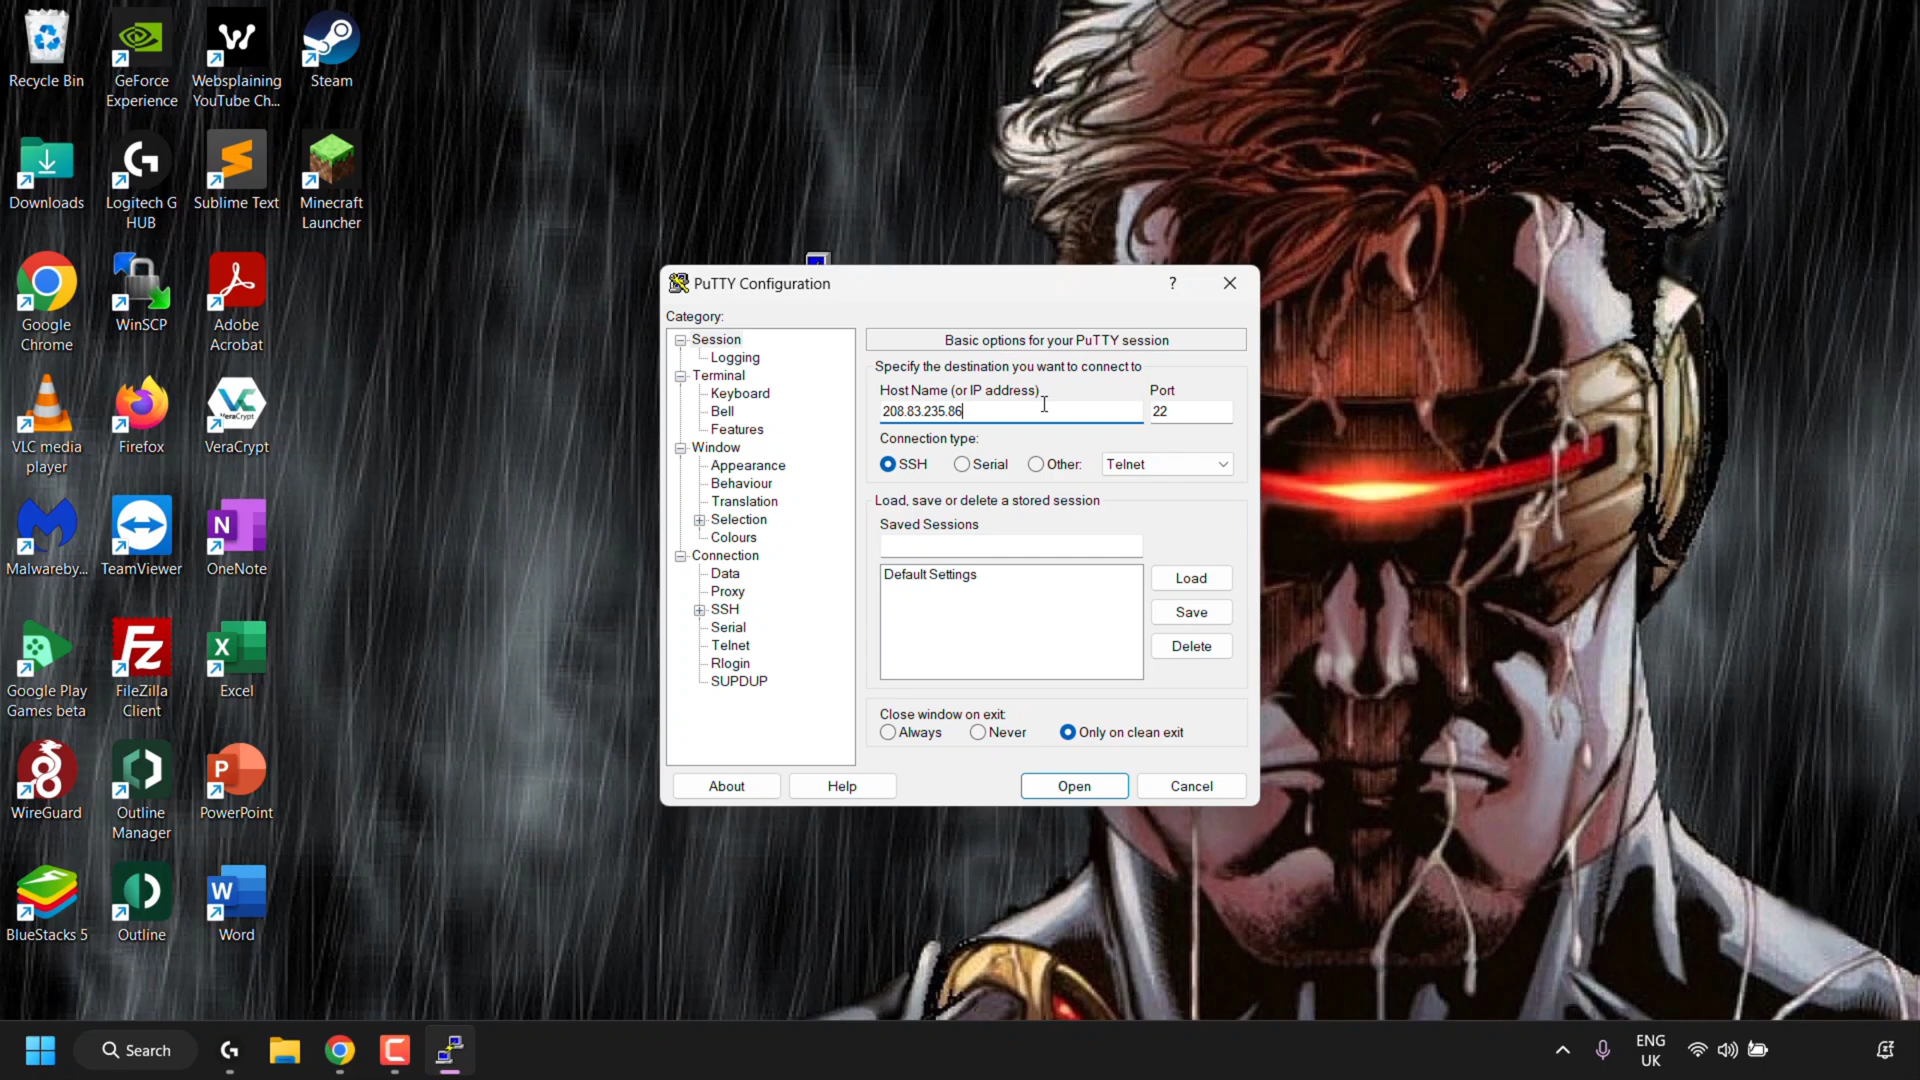 Recycle Bin
GeForce
Experience
Websplaining
YouTube Ch...
Steam
Downloads
Logitech G
HUB
Sublime Text
Minecraft
Launcher
Google
Chrome
WinSCP
Adobe
Acrobat
VLC media
player
Firefox
VC
VeraCrypt
VeraCrypt
Malwareby...
TeamViewer
N
OneNote
Google Play
Games beta
Fz
FileZilla
Client
X
Excel
WireGuard
Outline
Manager
P
PowerPoint
BlueStacks 5
Outline
W
Word
PuTTY Configuration
?
Category:
Session
Logging
Terminal
Keyboard
Bell
Features
Window
Appearance
Behaviour
Translation
Selection
Colours
Connection
Data
Proxy
SSH
Serial
Telnet
Rlogin
SUPDUP
Basic options for your PuTTY session
Specify the destination you want to connect to
Host Name (or IP address)
Port
208.83.235.86
22
Connection type:
SSH
Serial
Other:
Telnet
Load, save or delete a stored session
Saved Sessions
Default Settings
Load
Save
Delete
Close window on exit:
Always
Never
Only on clean exit
About
Help
Open
Cancel
Search
ENG
UK